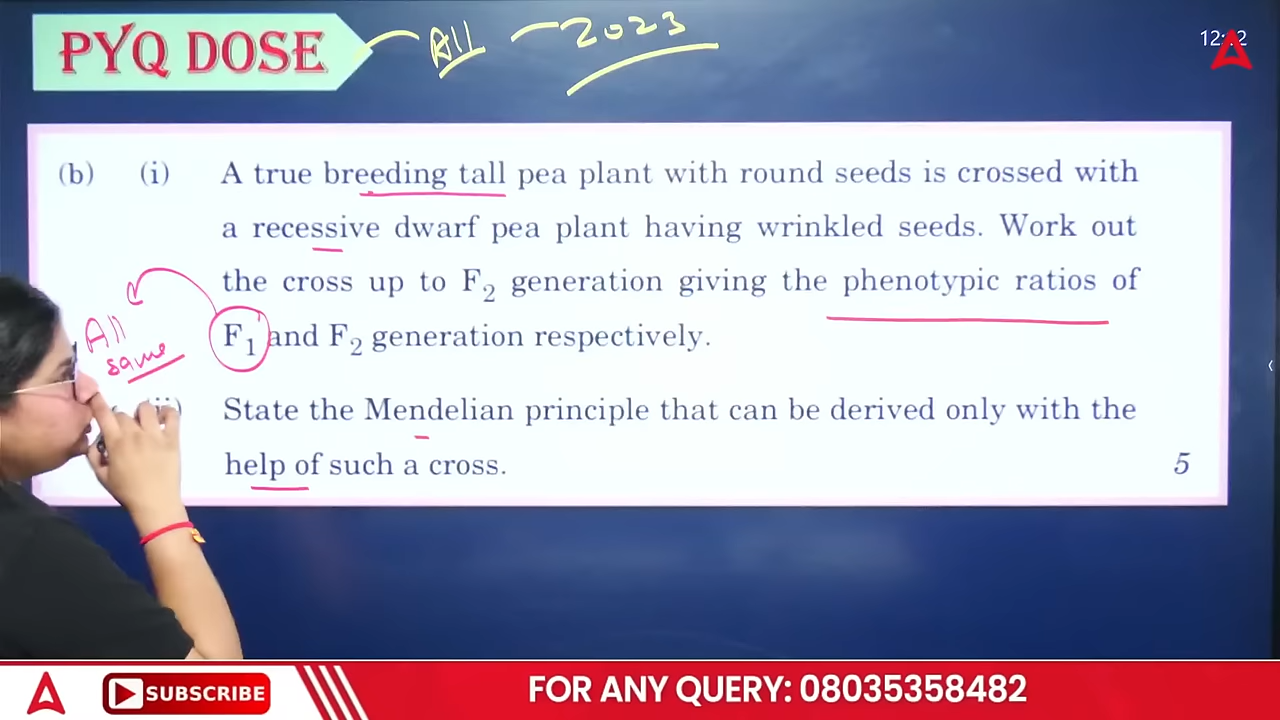 PYQ DOSE
All
2023
(b) (i) A true breeding tall pea plant with round seeds is crossed with
a recessive dwarf pea plant having wrinkled seeds. Work out
the cross up to F₂ generation giving the phenotypic ratios of
F₁ and F₂ generation respectively.
All
same
State the Mendelian principle that can be derived only with the
help of such a cross. 5
SUBSCRIBE
FOR ANY QUERY: 08035358482